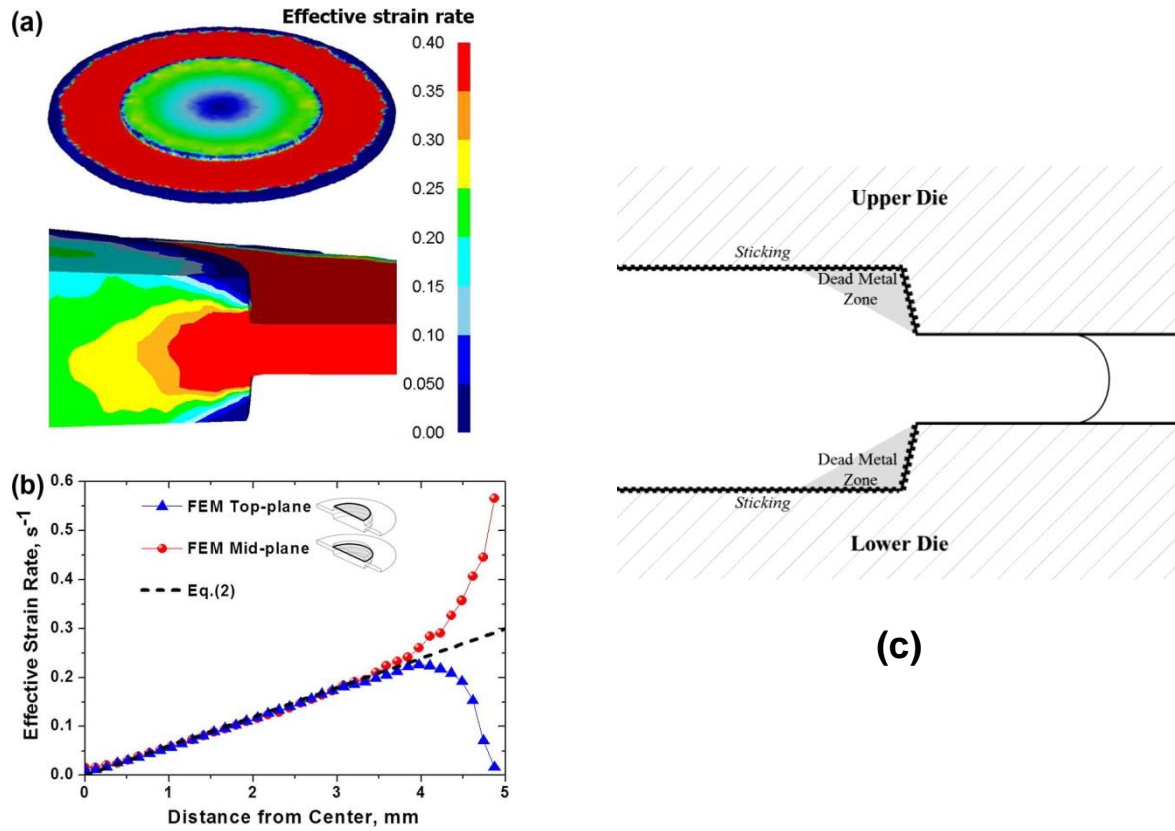 (a)
Effective strain rate
0.40
0.35
0.30
0.25
0.20
0.15
0.10
0.050
0.00
(b)
0.6
0.5
0.4
0.3
0.2
0.1
0.0
Effective Strain Rate, s⁻¹
FEM Top-plane
FEM Mid-plane
Eq.(2)
0 1 2 3 4 5
Distance from Center, mm
Upper Die
Sticking
Dead Metal
Zone
Dead Metal
Zone
Sticking
Lower Die
(c)